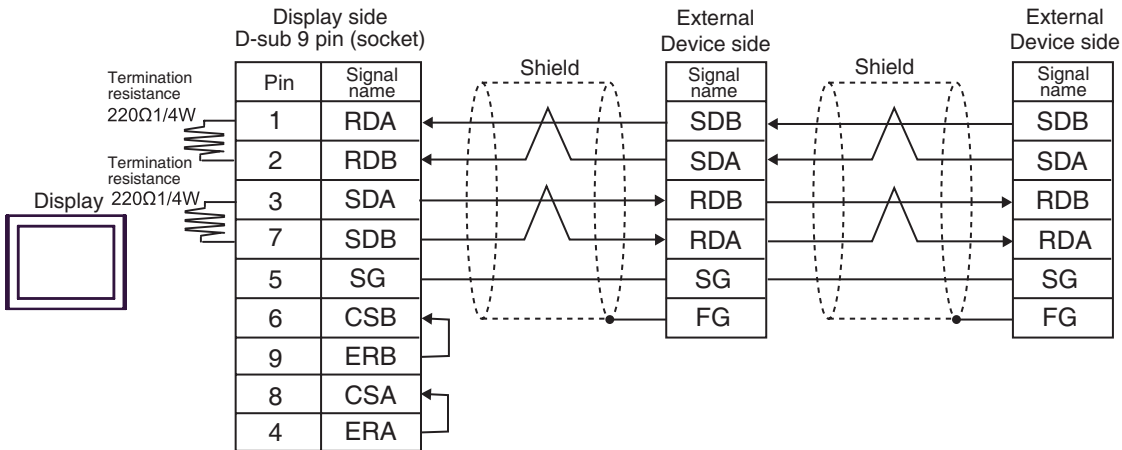 Display side
D-sub 9 pin (socket)
External
Device side
External
Device side
Termination
resistance
220Ω1/4W
Pin
Signal
name
Shield
Signal
name
Shield
Signal
name
1
RDA
SDB
SDB
2
RDB
SDA
SDA
Termination
resistance
220Ω1/4W
Display
3
SDA
RDB
RDB
7
SDB
RDA
RDA
5
SG
SG
SG
6
CSB
FG
FG
9
ERB
8
CSA
4
ERA